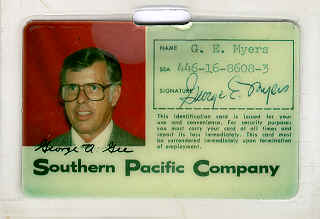 NAME G. E. Myers
SSA 446-16-8608-3
SIGNATURE George E. Myers
This identification card is issued for your
use and convenience. For security purposes
you must carry your card at all times and
report its loss immediately. This card must
be surrendered immediately upon termination
of employment.
George A. Gee
Southern Pacific Company